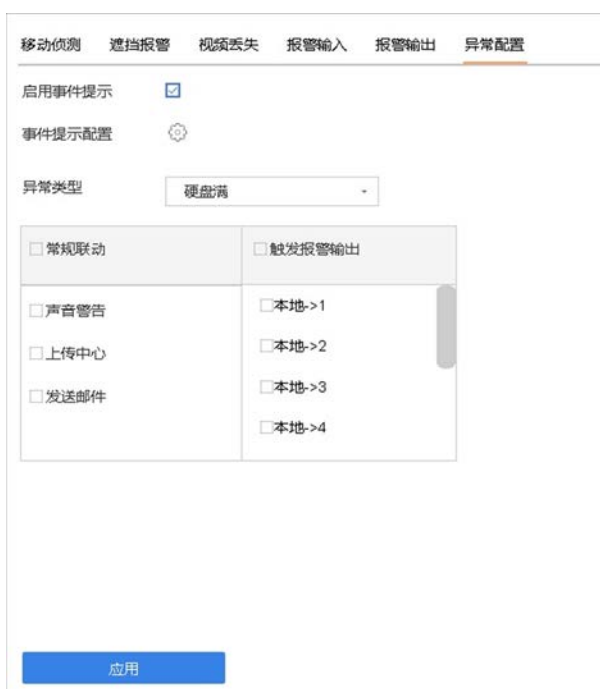 移动侦测 遮挡报警 视频丢失 报警输入 报警输出 异常配置
启用事件提示
事件提示配置
异常类型 硬盘满
常规联动 触发报警输出
声音警告 本地->1
上传中心 本地->2
发送邮件 本地->3
本地->4
应用